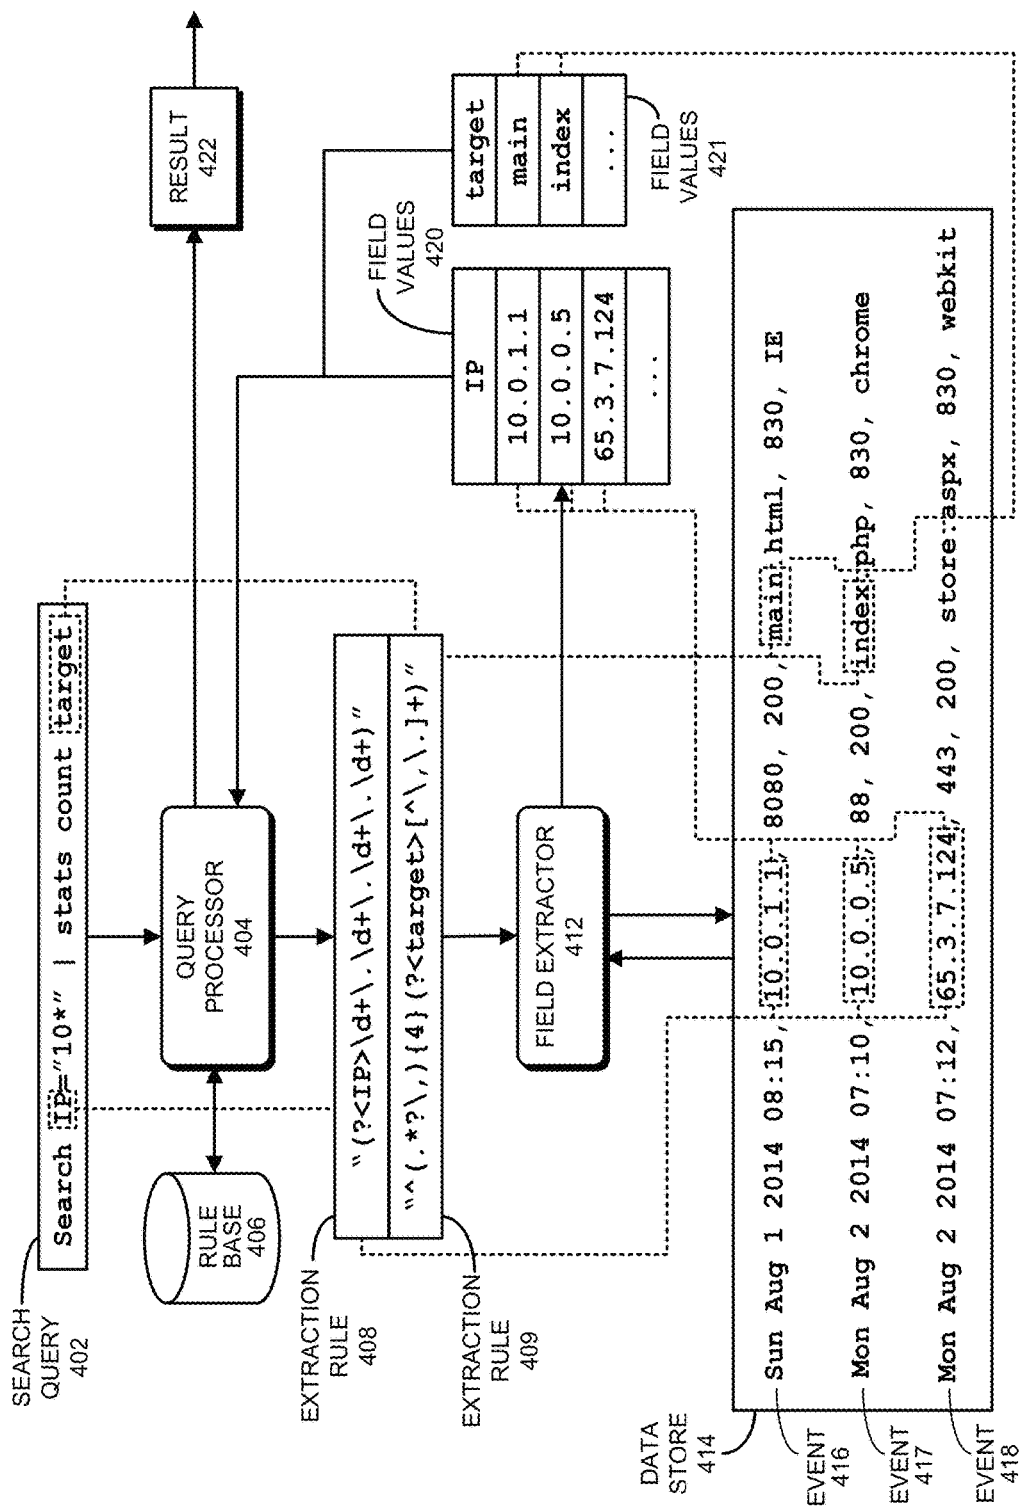 SEARCH
QUERY
402
Search IP="10*" | stats count target
RULE
BASE
406
QUERY
PROCESSOR
404
RESULT
422
EXTRACTION
RULE
408
"(?<IP>\d+\.\d+\.\d+\.\d+)"
"^(.*?\,){4}(?<target>[^\,\.]+)"
EXTRACTION
RULE
409
FIELD EXTRACTOR
412
FIELD
VALUES
420
IP
10.0.1.1
10.0.0.5
65.3.7.124
...
target
main
index
...
FIELD
VALUES
421
DATA
STORE
414
Sun Aug 1 2014 08:15, 10.0.1.1, 8080, 200, main.html, 830, IE
EVENT
416
Mon Aug 2 2014 07:10, 10.0.0.5, 88, 200, index.php, 830, chrome
EVENT
417
Mon Aug 2 2014 07:12, 65.3.7.124, 443, 200, store.aspx, 830, webkit
EVENT
418